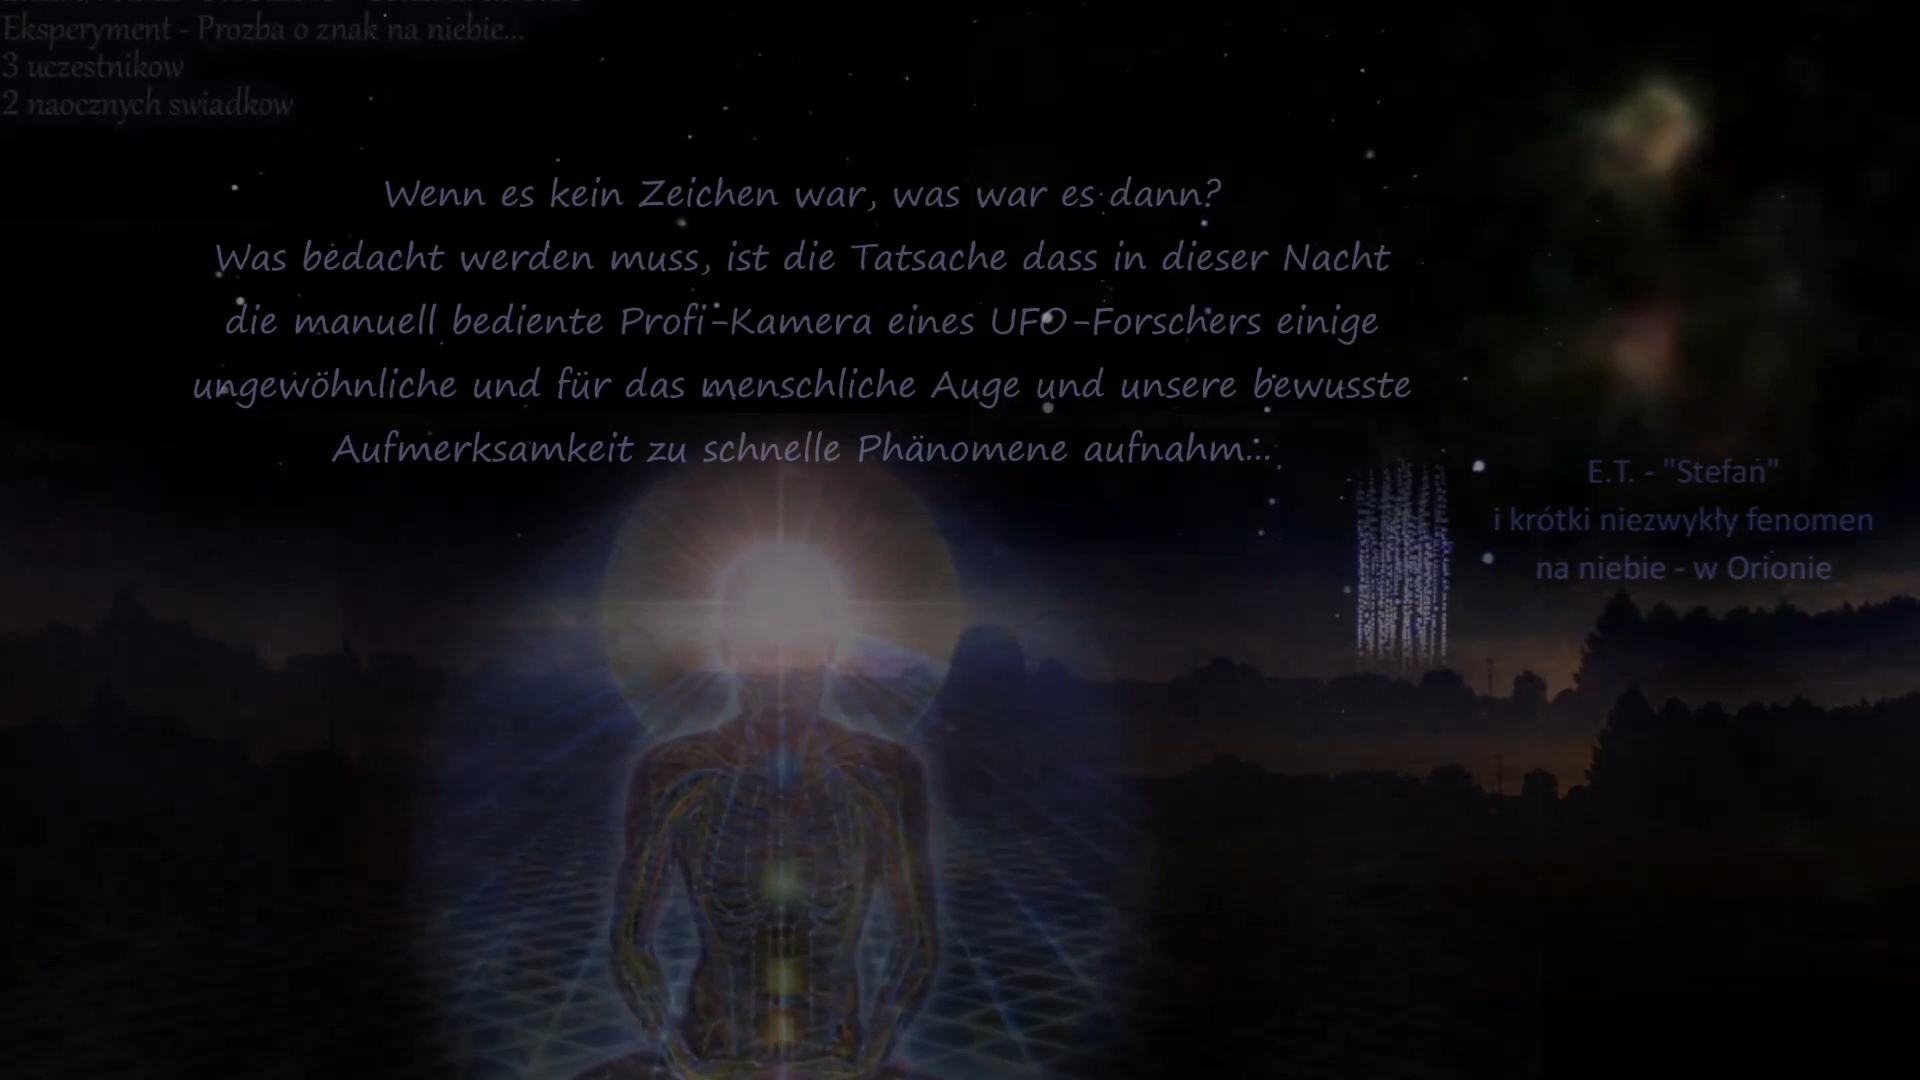 Eksperyment - Prozba o znak na niebie...
3 uczestnikow
2 naocznych swiadkow
Wenn es kein Zeichen war, was war es dann?
Was bedacht werden muss, ist die Tatsache dass in dieser Nacht
die manuell bediente Profi-Kamera eines UFO-Forschers einige
ungewöhnliche und für das menschliche Auge und unsere bewusste
Aufmerksamkeit zu schnelle Phänomene aufnahm...
E.T. - "Stefan"
i krótki niezwykły fenomen
na niebie - w Orionie